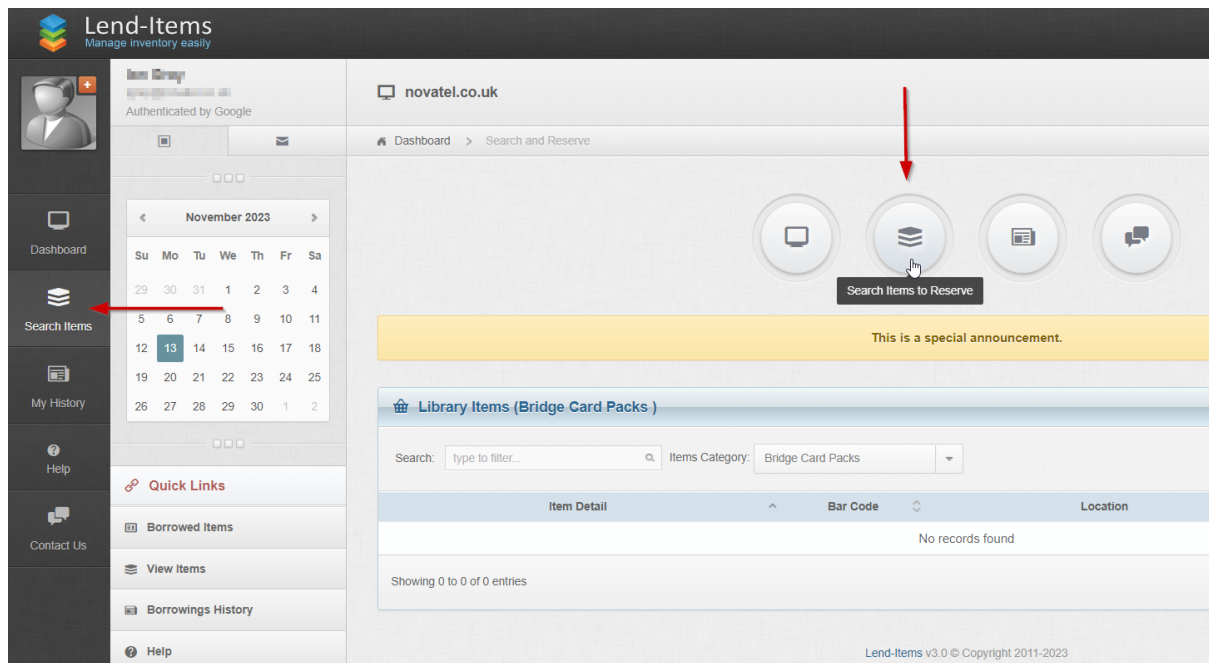 Lend-Items
Manage inventory easily
Authenticated by Google
novatel.co.uk
Dashboard > Search and Reserve
Dashboard
Search Items
My History
Help
Contact Us
November 2023
Su Mo Tu We Th Fr Sa
29 30 31 1 2 3 4
5 6 7 8 9 10 11
12 13 14 15 16 17 18
19 20 21 22 23 24 25
26 27 28 29 30 1 2
Quick Links
Borrowed Items
View Items
Borrowings History
Help
Search Items to Reserve
This is a special announcement.
Library Items (Bridge Card Packs )
Search: type to filter... Items Category: Bridge Card Packs
Item Detail Bar Code Location
No records found
Showing 0 to 0 of 0 entries
Lend-Items v3.0 © Copyright 2011-2023